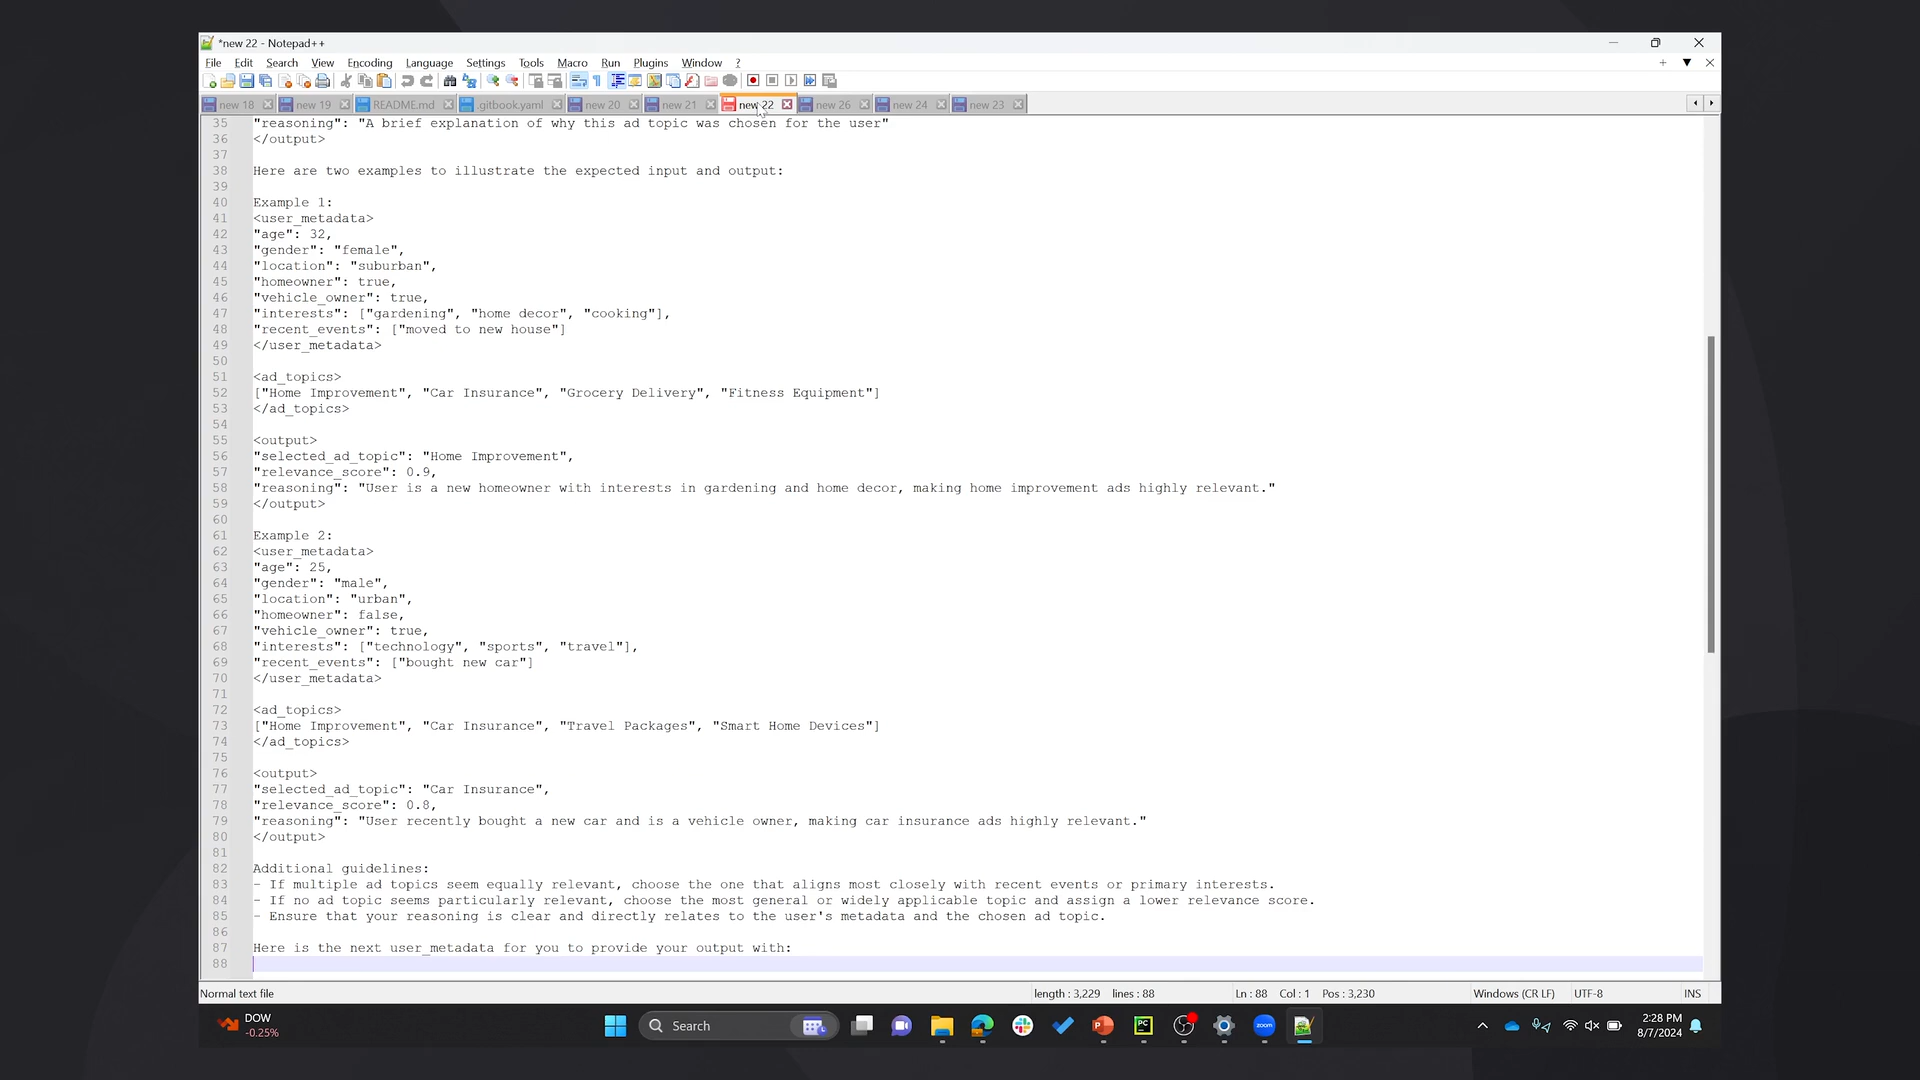 *new 22 - Notepad++
File Edit Search View Encoding Language Settings Tools Macro Run Plugins Window ?
new 18 new 19 README.md .gitbook.yaml new 20 new 21 new 22 new 26 new 24 new 23
35 "reasoning": "A brief explanation of why this ad topic was chosen for the user"
36 </output>
37
38 Here are two examples to illustrate the expected input and output:
39
40 Example 1:
41 <user_metadata>
42 "age": 32,
43 "gender": "female",
44 "location": "suburban",
45 "homeowner": true,
46 "vehicle_owner": true,
47 "interests": ["gardening", "home decor", "cooking"],
48 "recent_events": ["moved to new house"]
49 </user_metadata>
50
51 <ad_topics>
52 ["Home Improvement", "Car Insurance", "Grocery Delivery", "Fitness Equipment"]
53 </ad_topics>
54
55 <output>
56 "selected_ad_topic": "Home Improvement",
57 "relevance_score": 0.9,
58 "reasoning": "User is a new homeowner with interests in gardening and home decor, making home improvement ads highly relevant."
59 </output>
60
61 Example 2:
62 <user_metadata>
63 "age": 25,
64 "gender": "male",
65 "location": "urban",
66 "homeowner": false,
67 "vehicle_owner": true,
68 "interests": ["technology", "sports", "travel"],
69 "recent_events": ["bought new car"]
70 </user_metadata>
71
72 <ad_topics>
73 ["Home Improvement", "Car Insurance", "Travel Packages", "Smart Home Devices"]
74 </ad_topics>
75
76 <output>
77 "selected_ad_topic": "Car Insurance",
78 "relevance_score": 0.8,
79 "reasoning": "User recently bought a new car and is a vehicle owner, making car insurance ads highly relevant."
80 </output>
81
82 Additional guidelines:
83 - If multiple ad topics seem equally relevant, choose the one that aligns most closely with recent events or primary interests.
84 - If no ad topic seems particularly relevant, choose the most general or widely applicable topic and assign a lower relevance score.
85 - Ensure that your reasoning is clear and directly relates to the user's metadata and the chosen ad topic.
86
87 Here is the next user_metadata for you to provide your output with:
88
Normal text file length : 3,229 lines : 88 Ln : 88 Col : 1 Pos : 3,230 Windows (CR LF) UTF-8 INS
DOW
-0.25%
Search
zoom
2:28 PM
8/7/2024